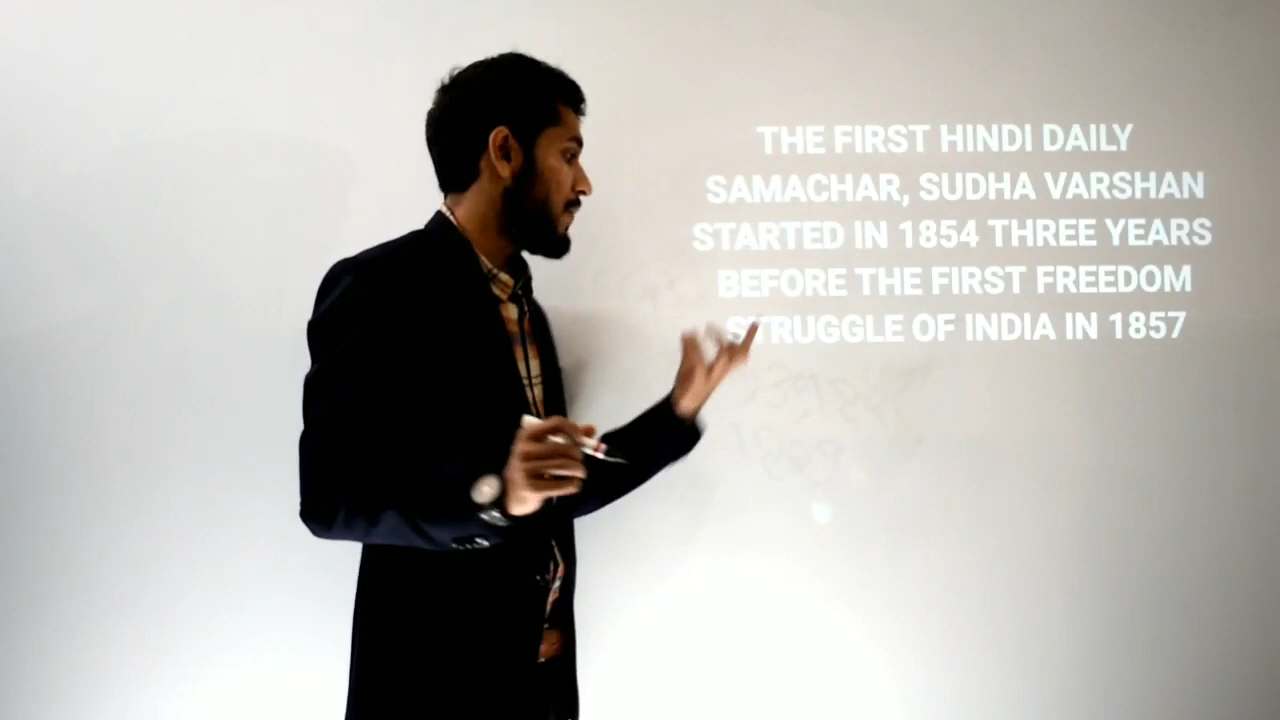 THE FIRST HINDI DAILY
SAMACHAR, SUDHA VARSHAN
STARTED IN 1854 THREE YEARS
BEFORE THE FIRST FREEDOM
STRUGGLE OF INDIA IN 1857